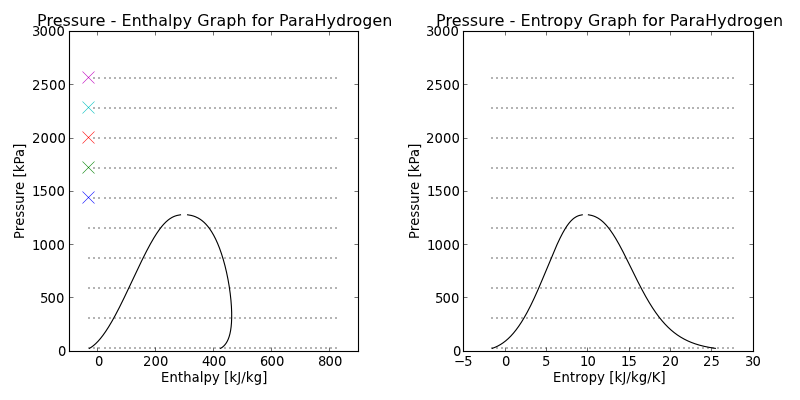 Pressure - Enthalpy Graph for ParaHydrogen
3000
2500
2000
1500
1000
500
0
Pressure [kPa]
0 200 400 600 800
Enthalpy [kJ/kg]
Pressure - Entropy Graph for ParaHydrogen
3000
2500
2000
1500
1000
500
0
Pressure [kPa]
−5 0 5 10 15 20 25 30
Entropy [kJ/kg/K]